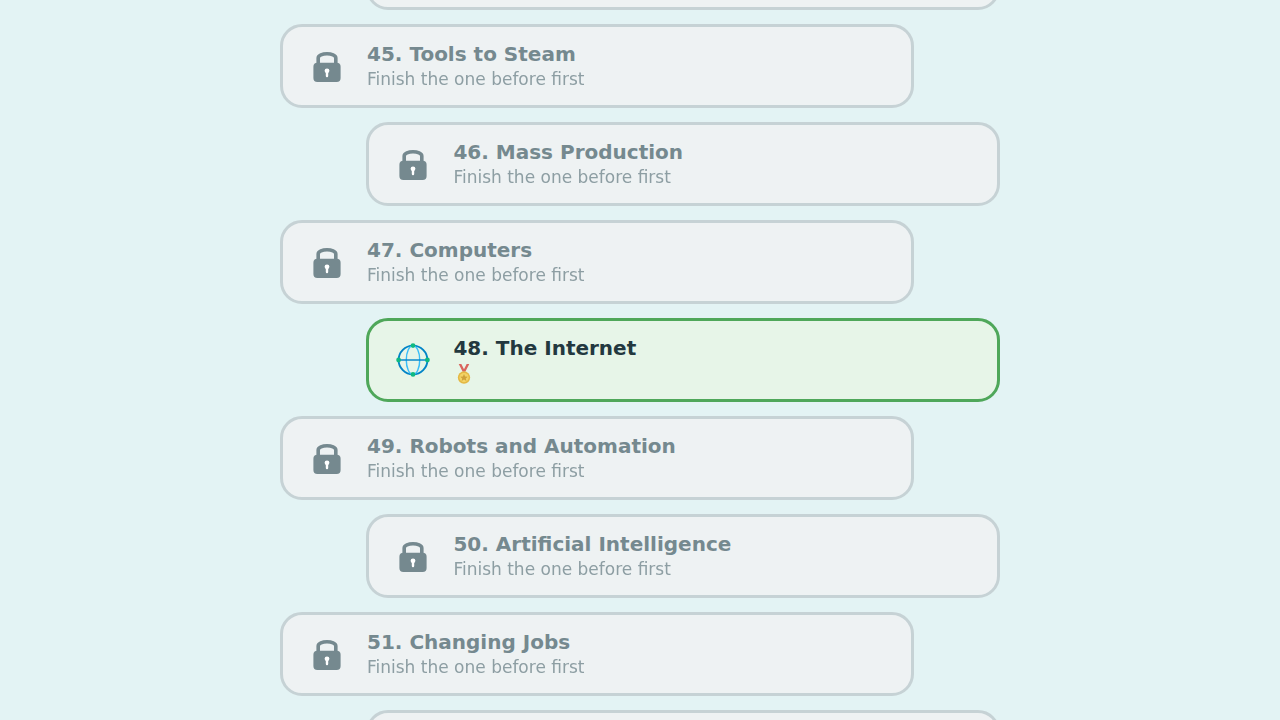 45. Tools to Steam
Finish the one before first
46. Mass Production
Finish the one before first
47. Computers
Finish the one before first
48. The Internet
49. Robots and Automation
Finish the one before first
50. Artificial Intelligence
Finish the one before first
51. Changing Jobs
Finish the one before first